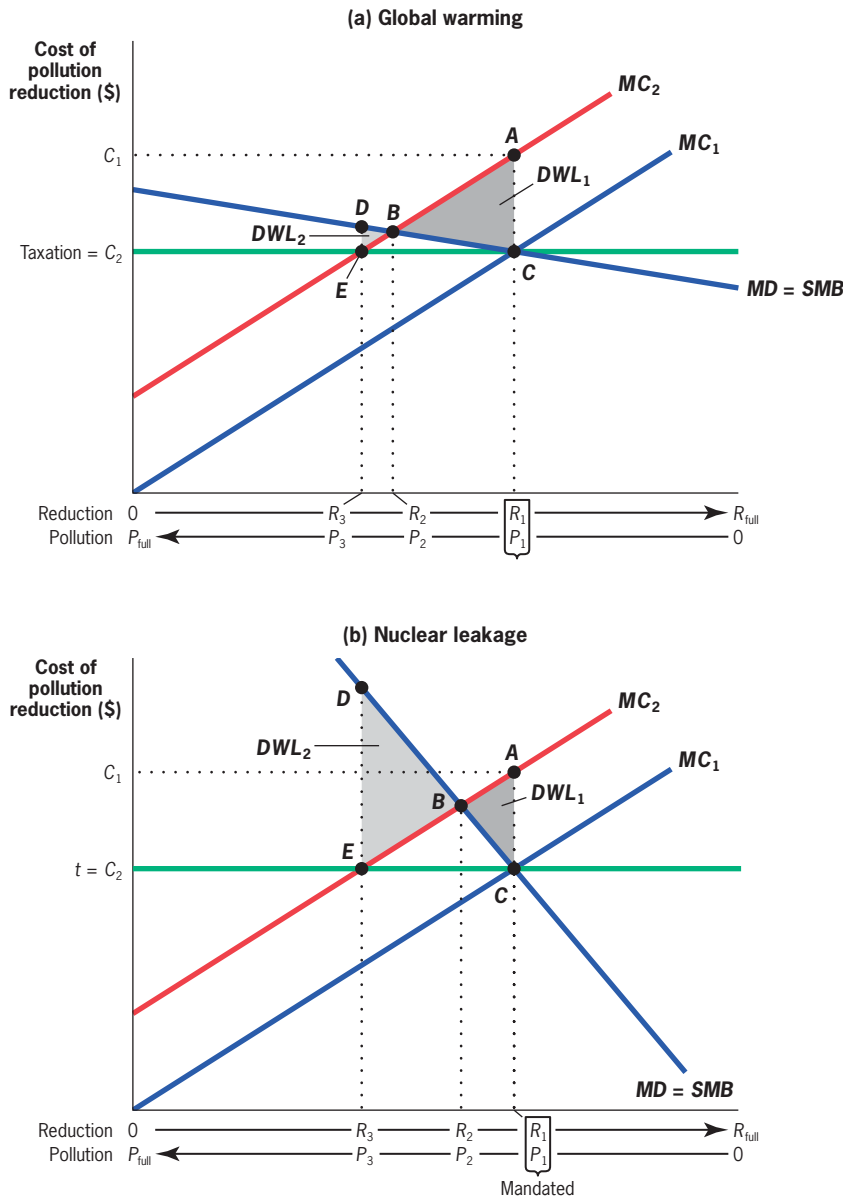 (a) Global warming
Cost of
pollution
reduction ($)
MC₂
A
MC₁
C₁
DWL₁
D
B
DWL₂
Taxation = C₂
C
E
MD = SMB
Reduction 0 R₃ R₂ R₁ R_full
Pollution P_full P₃ P₂ P₁ 0
(b) Nuclear leakage
Cost of
pollution
reduction ($)
D
MC₂
DWL₂
A
MC₁
C₁
B
DWL₁
E
t = C₂
C
MD = SMB
Reduction 0 R₃ R₂ R₁ R_full
Pollution P_full P₃ P₂ P₁ 0
Mandated